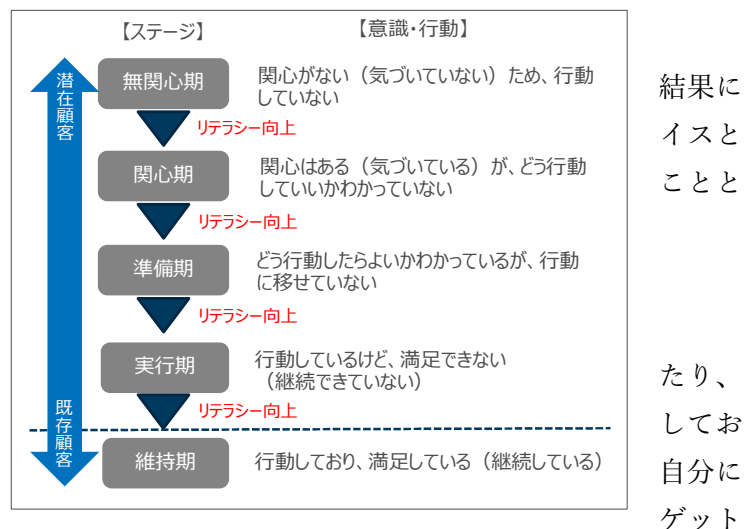 【ステージ】
【意識・行動】
潜在顧客
無関心期
関心がない（気づいていない）ため、行動
していない
リテラシー向上
関心期
関心はある（気づいている）が、どう行動
していいかわかっていない
リテラシー向上
準備期
どう行動したらよいかわかっているが、行動
に移せていない
リテラシー向上
実行期
行動しているけど、満足できない
（継続できていない）
リテラシー向上
既存顧客
維持期
行動しており、満足している（継続している）
結果に
イスと
ことと
たり、
してお
自分に
ゲット